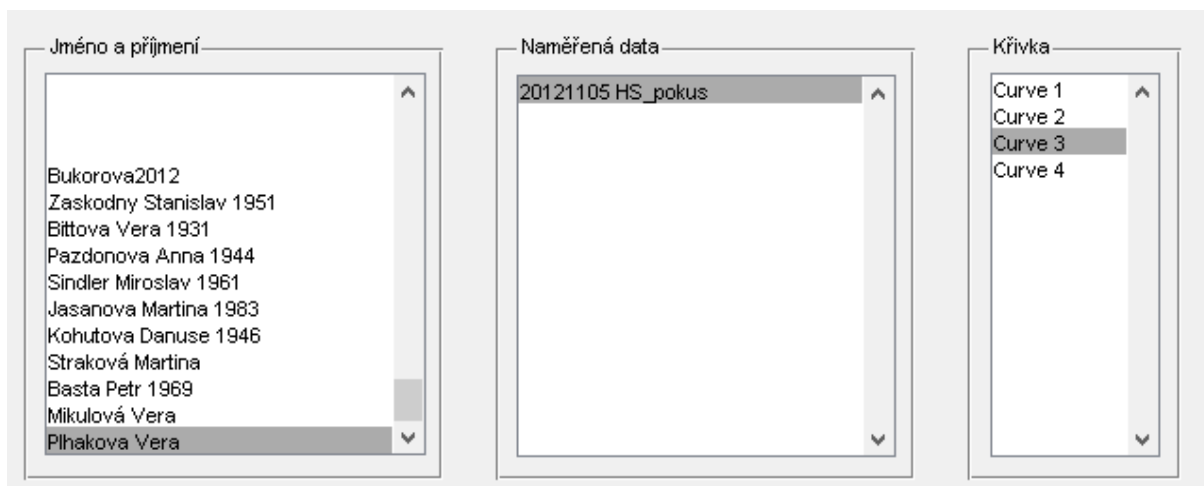 Jméno a příjmení
Bukorova2012
Zaskodny Stanislav 1951
Bittova Vera 1931
Pazdonova Anna 1944
Sindler Miroslav 1961
Jasanova Martina 1983
Kohutova Danuse 1946
Straková Martina
Basta Petr 1969
Mikulová Vera
Plhakova Vera
Naměřená data
20121105 HS_pokus
Křivka
Curve 1
Curve 2
Curve 3
Curve 4